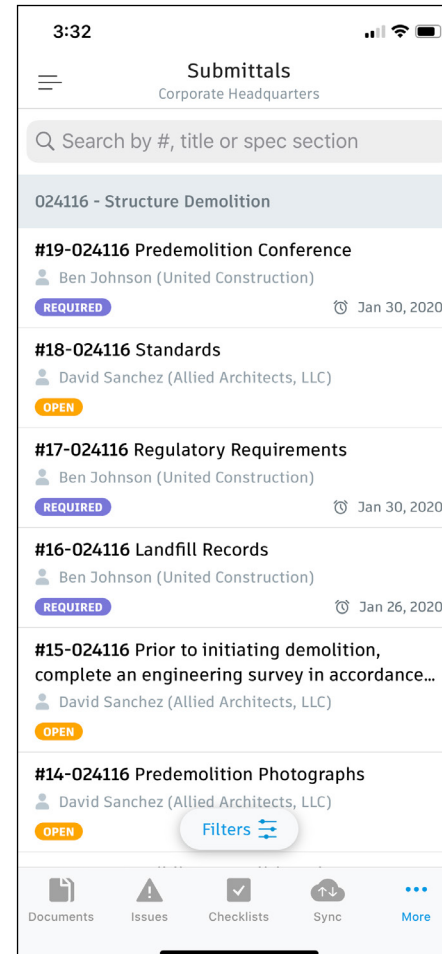 3:32
Submittals
Corporate Headquarters
Search by #, title or spec section
024116 - Structure Demolition
#19-024116 Predemolition Conference
Ben Johnson (United Construction)
REQUIRED Jan 30, 2020
#18-024116 Standards
David Sanchez (Allied Architects, LLC)
OPEN
#17-024116 Regulatory Requirements
Ben Johnson (United Construction)
REQUIRED Jan 30, 2020
#16-024116 Landfill Records
Ben Johnson (United Construction)
REQUIRED Jan 26, 2020
#15-024116 Prior to initiating demolition,
complete an engineering survey in accordance...
David Sanchez (Allied Architects, LLC)
OPEN
#14-024116 Predemolition Photographs
David Sanchez (Allied Architects, LLC)
OPEN
Filters
Documents Issues Checklists Sync More